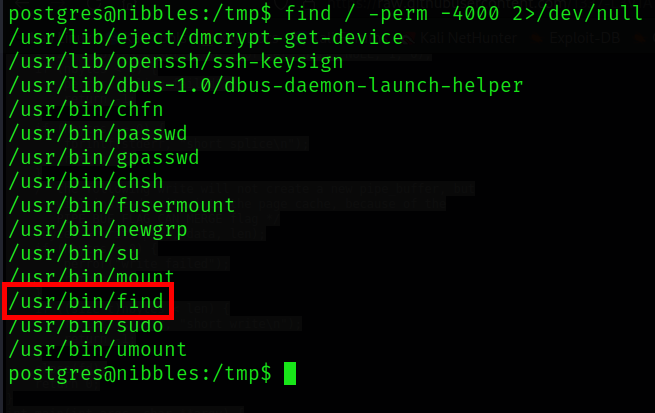 postgres@nibbles:/tmp$ find / -perm -4000 2>/dev/null
/usr/lib/eject/dmcrypt-get-device
/usr/lib/openssh/ssh-keysign
/usr/lib/dbus-1.0/dbus-daemon-launch-helper
/usr/bin/chfn
/usr/bin/passwd
/usr/bin/gpasswd
/usr/bin/chsh
/usr/bin/fusermount
/usr/bin/newgrp
/usr/bin/su
/usr/bin/mount
/usr/bin/find
/usr/bin/sudo
/usr/bin/umount
postgres@nibbles:/tmp$